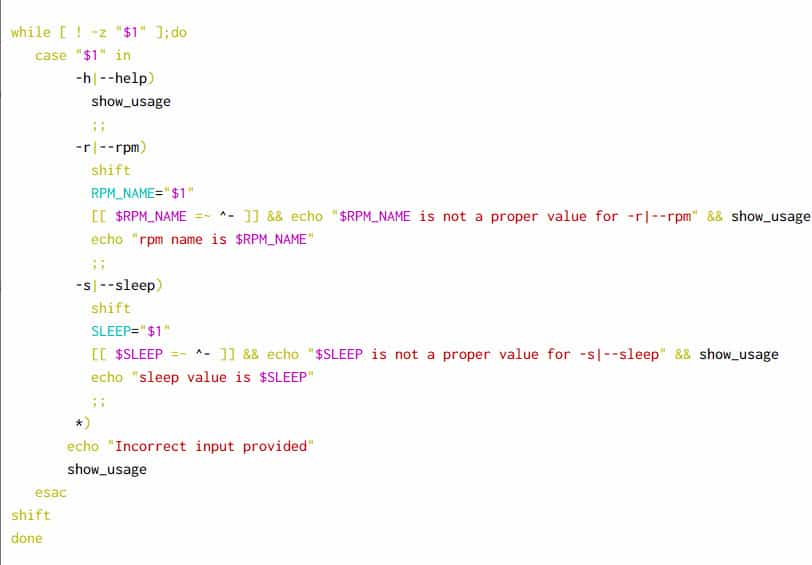 while [ ! -z "$1" ];do
   case "$1" in
        -h|--help)
          show_usage
          ;;
        -r|--rpm)
          shift
          RPM_NAME="$1"
          [[ $RPM_NAME =~ ^- ]] && echo "$RPM_NAME is not a proper value for -r|--rpm" && show_usage
          echo "rpm name is $RPM_NAME"
          ;;
        -s|--sleep)
          shift
          SLEEP="$1"
          [[ $SLEEP =~ ^- ]] && echo "$SLEEP is not a proper value for -s|--sleep" && show_usage
          echo "sleep value is $SLEEP"
          ;;
        *)
       echo "Incorrect input provided"
       show_usage
   esac
shift
done